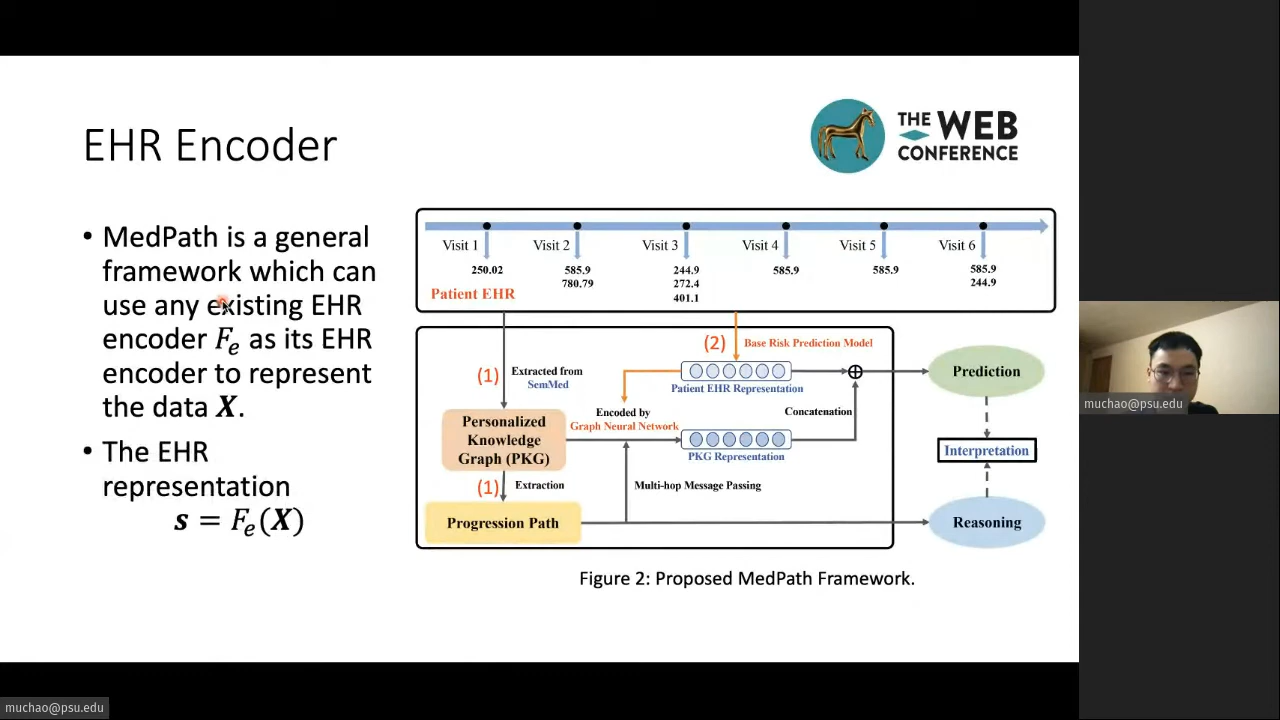 EHR Encoder
THE WEB
CONFERENCE
• MedPath is a general
framework which can
use any existing EHR
encoder Fₑ as its EHR
encoder to represent
the data X.
• The EHR
representation
s = Fₑ(X)
Visit 1 Visit 2 Visit 3 Visit 4 Visit 5 Visit 6
250.02 585.9 244.9 585.9 585.9 585.9
780.79 272.4 244.9
401.1
Patient EHR
(1) Extracted from
SemMed
(2) Base Risk Prediction Model
Patient EHR Representation
Encoded by
Graph Neural Network
Concatenation
Personalized
Knowledge
Graph (PKG)
PKG Representation
(1) Extraction
Multi-hop Message Passing
Progression Path
Prediction
Interpretation
Reasoning
Figure 2: Proposed MedPath Framework.
muchao@psu.edu
muchao@psu.edu